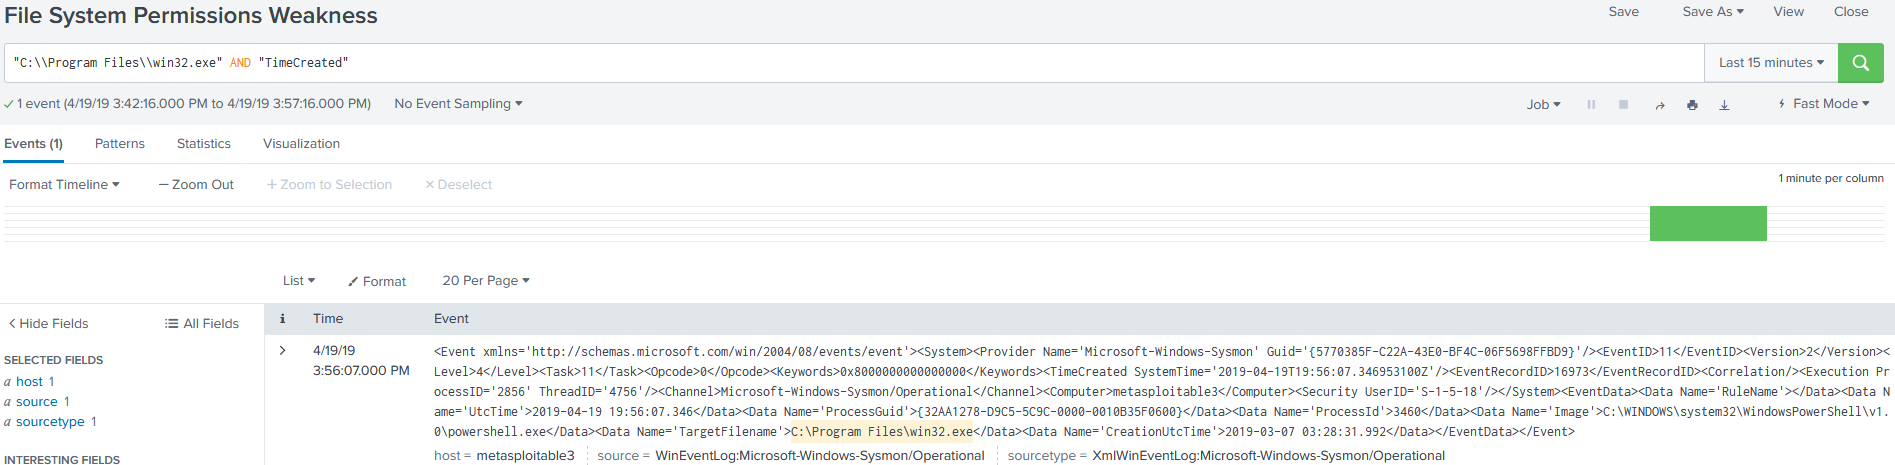 File System Permissions Weakness
Save Save As View Close
"C:\\Program Files\\win32.exe" AND "TimeCreated"
Last 15 minutes
1 event (4/19/19 3:42:16.000 PM to 4/19/19 3:57:16.000 PM) No Event Sampling
Job Fast Mode
Events (1) Patterns Statistics Visualization
Format Timeline — Zoom Out + Zoom to Selection × Deselect
1 minute per column
List Format 20 Per Page
< Hide Fields All Fields
i Time Event
SELECTED FIELDS
a host 1
a source 1
a sourcetype 1
INTERESTING FIELDS
> 4/19/19
3:56:07.000 PM
<Event xmlns='http://schemas.microsoft.com/win/2004/08/events/event'><System><Provider Name='Microsoft-Windows-Sysmon' Guid='{5770385F-C22A-43E0-BF4C-06F5698FFBD9}'/><EventID>11</EventID><Version>2</Version><
Level>4</Level><Task>11</Task><Opcode>0</Opcode><Keywords>0x8000000000000000</Keywords><TimeCreated SystemTime='2019-04-19T19:56:07.346953100Z'/><EventRecordID>16973</EventRecordID><Correlation/><Execution Pr
ocessID='2856' ThreadID='4756'/><Channel>Microsoft-Windows-Sysmon/Operational</Channel><Computer>metasploitable3</Computer><Security UserID='S-1-5-18'/></System><EventData><Data Name='RuleName'></Data><Data N
ame='UtcTime'>2019-04-19 19:56:07.346</Data><Data Name='ProcessGuid'>{32AA1278-D9C5-5C9C-0000-0010B35F0600}</Data><Data Name='ProcessId'>3460</Data><Data Name='Image'>C:\WINDOWS\system32\WindowsPowerShell\v1.
0\powershell.exe</Data><Data Name='TargetFilename'>C:\Program Files\win32.exe</Data><Data Name='CreationUtcTime'>2019-03-07 03:28:31.992</Data></EventData></Event>
host = metasploitable3 source = WinEventLog:Microsoft-Windows-Sysmon/Operational sourcetype = XmlWinEventLog:Microsoft-Windows-Sysmon/Operational